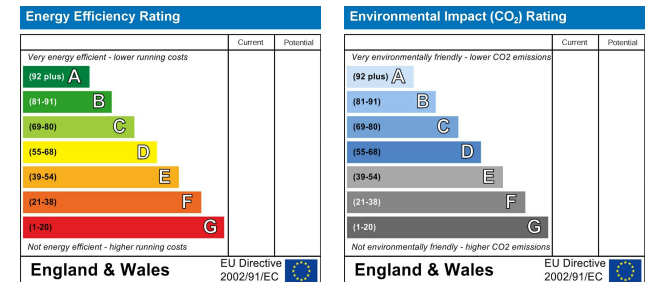 Energy Efficiency Rating
Current Potential
Very energy efficient - lower running costs
(92 plus) A
(81-91) B
(69-80) C
(55-68) D
(39-54) E
(21-38) F
(1-20) G
Not energy efficient - higher running costs
England & Wales
EU Directive
2002/91/EC
Environmental Impact (CO₂) Rating
Current Potential
Very environmentally friendly - lower CO2 emissions
(92 plus) A
(81-91) B
(69-80) C
(55-68) D
(39-54) E
(21-38) F
(1-20) G
Not environmentally friendly - higher CO2 emissions
England & Wales
EU Directive
2002/91/EC